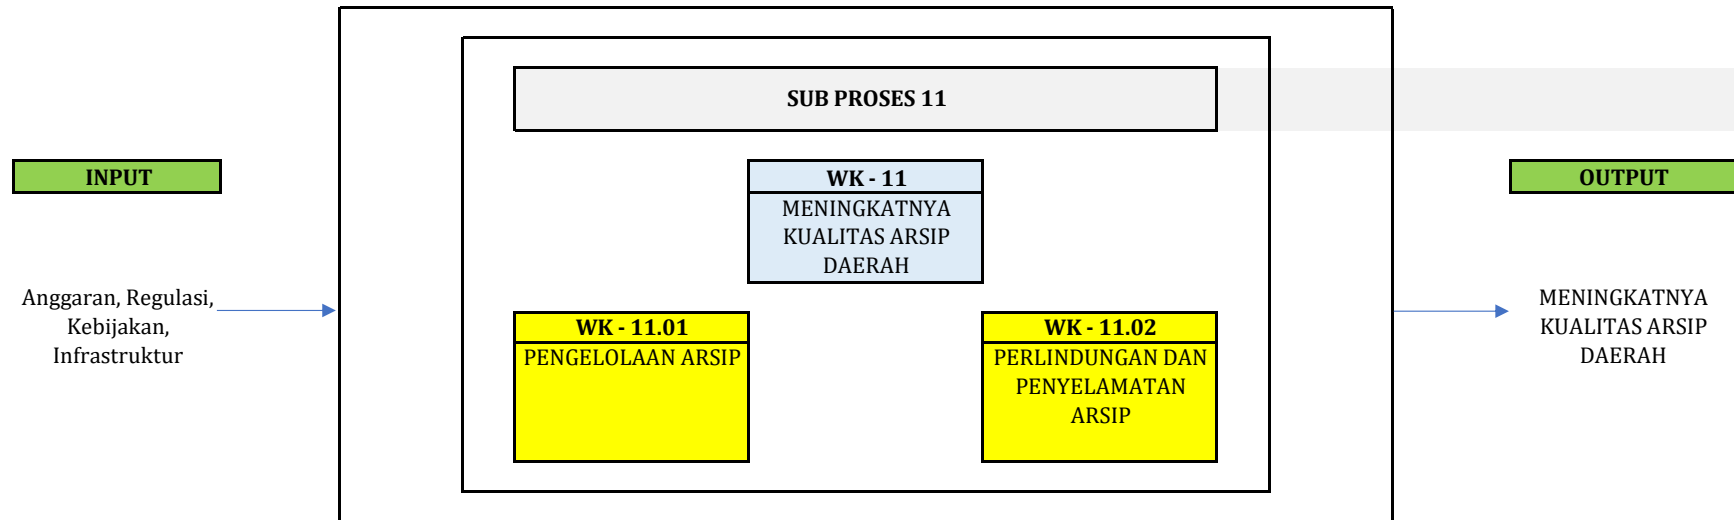 SUB PROSES 11
INPUT
WK - 11
OUTPUT
MENINGKATNYA
KUALITAS ARSIP
DAERAH
Anggaran, Regulasi,
Kebijakan,
Infrastruktur
MENINGKATNYA
KUALITAS ARSIP
DAERAH
WK - 11.01
PENGELOLAAN ARSIP
WK - 11.02
PERLINDUNGAN DAN
PENYELAMATAN
ARSIP